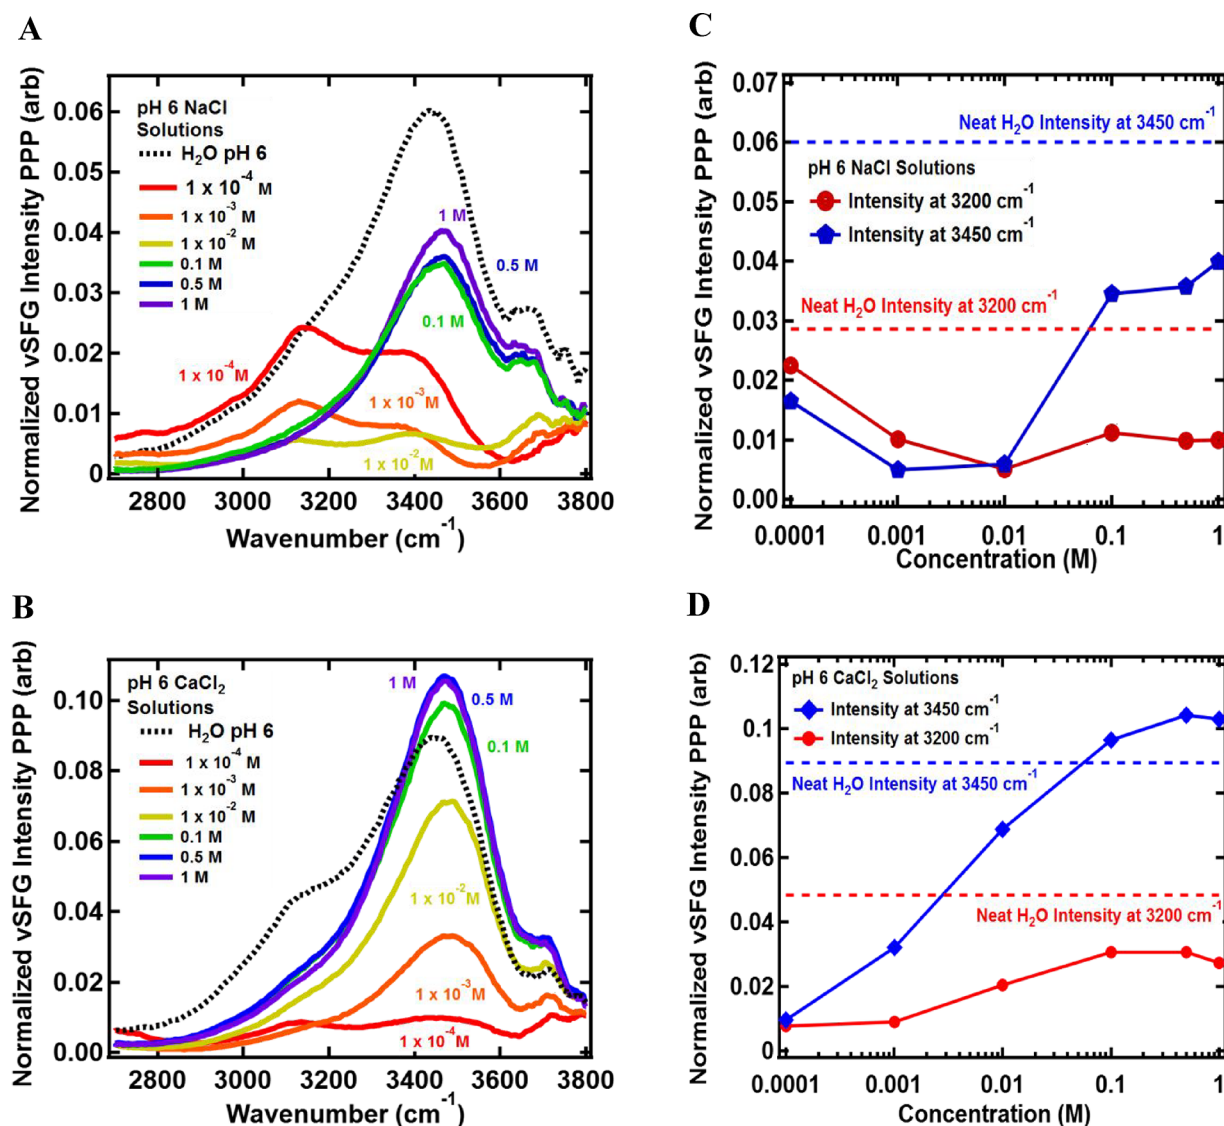 A
Normalized vSFG Intensity PPP (arb)
0.06
0.05
0.04
0.03
0.02
0.01
0
pH 6 NaCl
Solutions
H₂O pH 6
1 x 10⁻⁴ M
1 x 10⁻³ M
1 x 10⁻² M
0.1 M
0.5 M
1 M
1 M
0.5 M
0.1 M
1 x 10⁻⁴M
1 x 10⁻³ M
1 x 10⁻² M
2800 3000 3200 3400 3600 3800
Wavenumber (cm⁻¹)
C
Normalized vSFG Intensity PPP (arb)
0.07
0.06
0.05
0.04
0.03
0.02
0.01
0.00
Neat H₂O Intensity at 3450 cm⁻¹
pH 6 NaCl Solutions
Intensity at 3200 cm⁻¹
Intensity at 3450 cm⁻¹
Neat H₂O Intensity at 3200 cm⁻¹
0.0001 0.001 0.01 0.1 1
Concentration (M)
B
Normalized vSFG Intensity PPP (arb)
0.10
0.08
0.06
0.04
0.02
0.00
pH 6 CaCl₂
Solutions
H₂O pH 6
1 x 10⁻⁴ M
1 x 10⁻³ M
1 x 10⁻² M
0.1 M
0.5 M
1 M
1 M
0.5 M
0.1 M
1 x 10⁻² M
1 x 10⁻³M
1 x 10⁻⁴ M
2800 3000 3200 3400 3600 3800
Wavenumber (cm⁻¹)
D
Normalized vSFG Intensity PPP (arb)
0.12
0.1
0.08
0.06
0.04
0.02
0
pH 6 CaCl₂ Solutions
Intensity at 3450 cm⁻¹
Intensity at 3200 cm⁻¹
Neat H₂O Intensity at 3450 cm⁻¹
Neat H₂O Intensity at 3200 cm⁻¹
0.0001 0.001 0.01 0.1 1
Concentration (M)